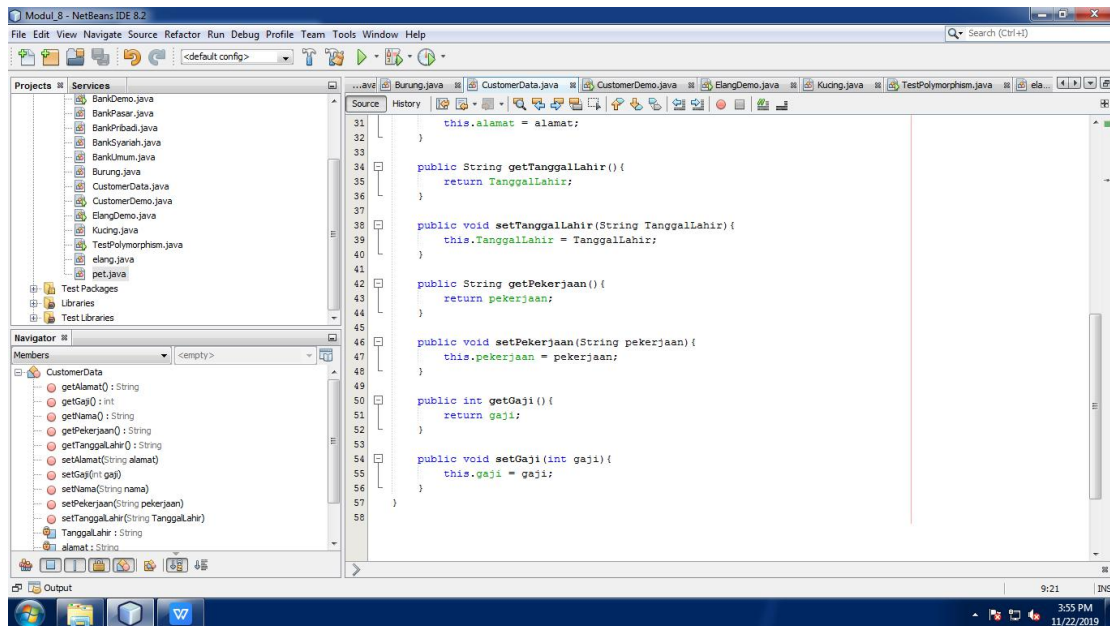 Modul_8 - NetBeans IDE 8.2
File Edit View Navigate Source Refactor Run Debug Profile Team Tools Window Help
Search (Ctrl+I)
<default config>
Projects Services
BankDemo.java
BankPasar.java
BankPribadi.java
BankSyariah.java
BankUmum.java
Burung.java
CustomerData.java
CustomerDemo.java
ElangDemo.java
Kucing.java
TestPolymorphism.java
elang.java
pet.java
Test Packages
Libraries
Test Libraries
Navigator
Members <empty>
CustomerData
getAlamat() : String
getGaji() : int
getNama() : String
getPekerjaan() : String
getTanggalLahir() : String
setAlamat(String alamat)
setGaji(int gaji)
setNama(String nama)
setPekerjaan(String pekerjaan)
setTanggalLahir(String TanggalLahir)
TanggalLahir : String
alamat : String
...ava Burung.java CustomerData.java CustomerDemo.java ElangDemo.java Kucing.java TestPolymorphism.java ela...
Source History
31 this.alamat = alamat;
32 }
33
34 public String getTanggalLahir(){
35 return TanggalLahir;
36 }
37
38 public void setTanggalLahir(String TanggalLahir){
39 this.TanggalLahir = TanggalLahir;
40 }
41
42 public String getPekerjaan(){
43 return pekerjaan;
44 }
45
46 public void setPekerjaan(String pekerjaan){
47 this.pekerjaan = pekerjaan;
48 }
49
50 public int getGaji(){
51 return gaji;
52 }
53
54 public void setGaji(int gaji){
55 this.gaji = gaji;
56 }
57 }
58
Output
9:21 INS
3:55 PM
11/22/2019